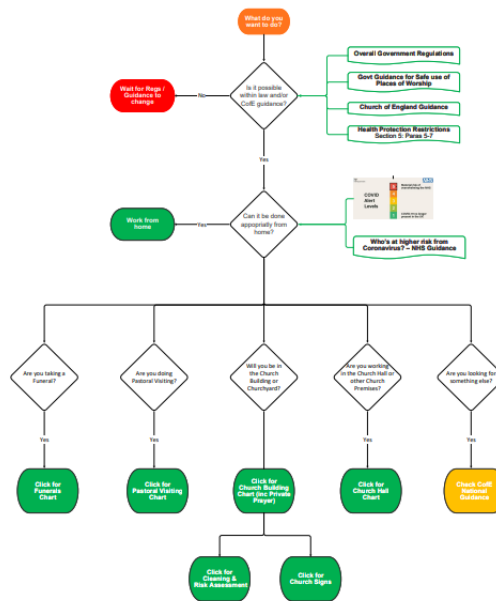 What do you
want to do?
Overall Government Regulations
Govt Guidance for Safe use of
Places of Worship
Church of England Guidance
Health Protection Restrictions
Section 5: Paras 5-7
Wait for Regs /
Guidance to
change
No
Is it possible
within law and/or
CofE guidance?
Yes
COVID
Alert
Levels
NHS
Work from
home
Yes
Can it be done
appoprially from
home?
Who's at higher risk from
Coronavirus? – NHS Guidance
Are you taking a
Funeral?
Are you doing
Pastoral Visiting?
Will you be in
the Church
Building or
Churchyard?
Are you working
in the Church Hall or
other Church
Premises?
Are you looking for
something else?
Yes
Yes
Yes
Yes
Click for
Funerals
Chart
Click for
Pastoral Visiting
Chart
Click for
Church Building
Chart (inc Private
Prayer)
Click for
Church Hall
Chart
Check CofE
National
Guidance
Click for
Cleaning &
Risk Assessment
Click for
Church Signs